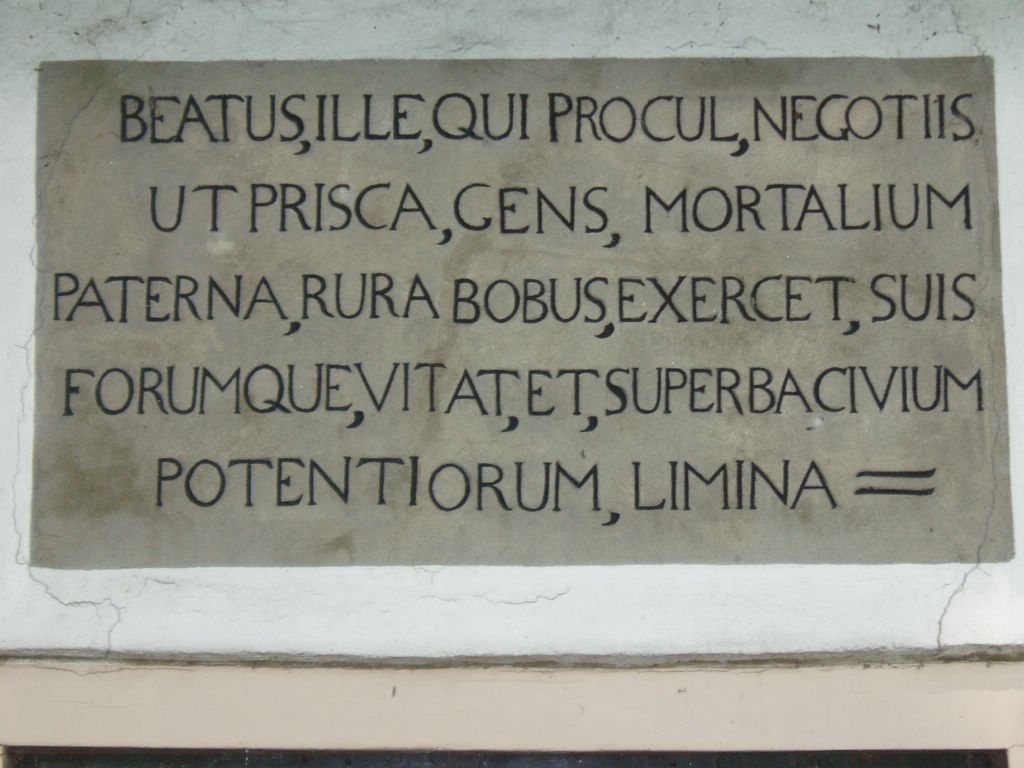 BEATUS, ILLE, QUI PROCUL, NEGOTIIS
UT PRISCA, GENS, MORTALIUM
PATERNA, RURA BOBUS, EXERCET, SUIS
FORUMQUE, VITAT, ET, SUPERBA CIVIUM
POTENTIORUM, LIMINA =